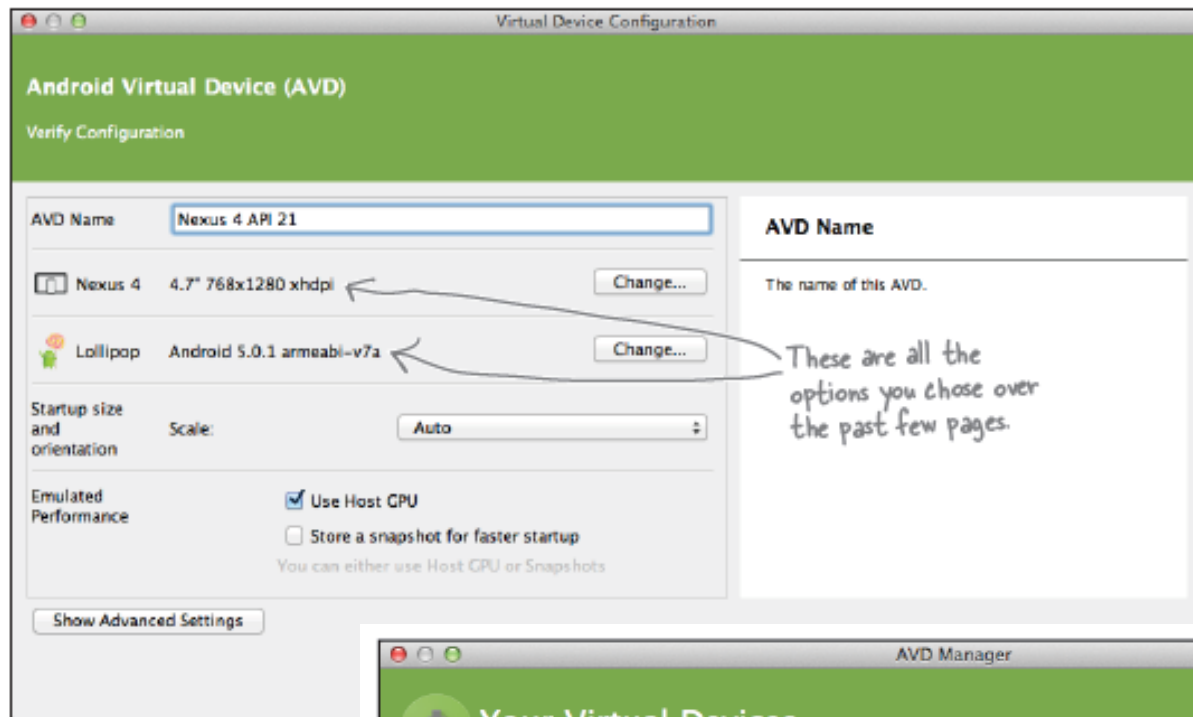 Virtual Device Configuration
Android Virtual Device (AVD)
Verify Configuration
AVD Name
Nexus 4 API 21
Nexus 4
4.7" 768x1280 xhdpi
Change...
Lollipop
Android 5.0.1 armeabi-v7a
Change...
Startup size
and
orientation
Scale:
Auto
Emulated
Performance
Use Host GPU
Store a snapshot for faster startup
You can either use Host GPU or Snapshots
Show Advanced Settings
AVD Name
The name of this AVD.
These are all the
options you chose over
the past few pages.
AVD Manager
Your Virtual Devices